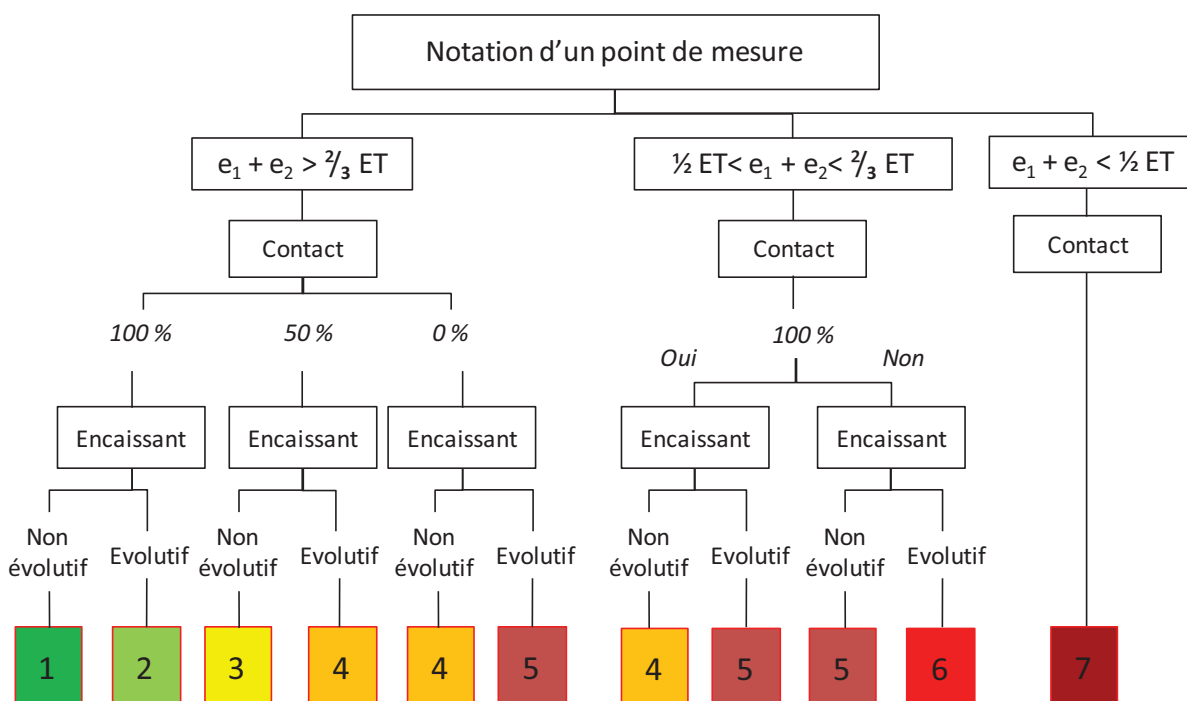 Notation d'un point de mesure
e₁ + e₂ > ²/₃ ET
½ ET< e₁ + e₂< ²/₃ ET
e₁ + e₂ < ½ ET
Contact
Contact
Contact
100 %
50 %
0 %
100 %
Oui
Non
Encaissant
Encaissant
Encaissant
Encaissant
Encaissant
Non
évolutif
Evolutif
Non
évolutif
Evolutif
Non
évolutif
Evolutif
Non
évolutif
Evolutif
Non
évolutif
Evolutif
1
2
3
4
4
5
4
5
5
6
7